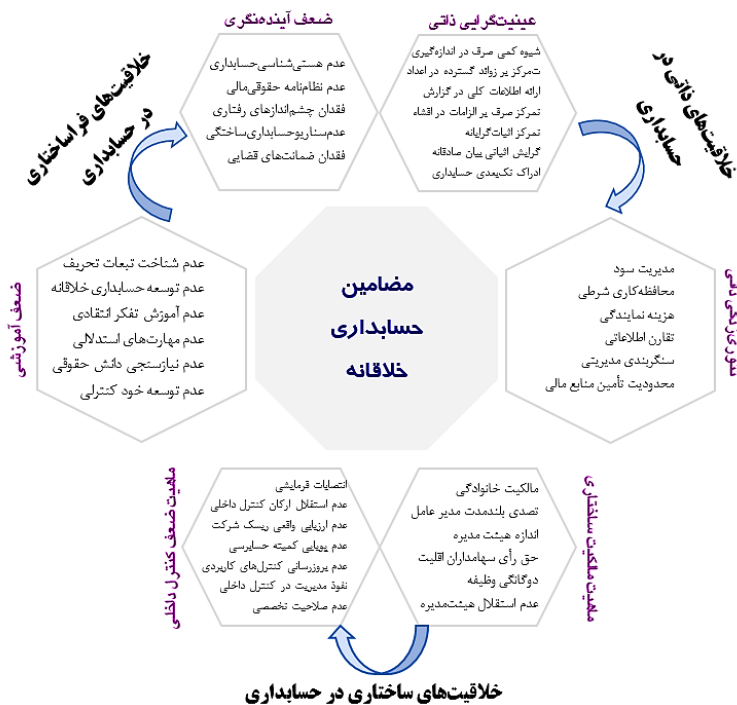 مضامین
حسابداری
خلاقانه
خلاقیت‌های ذاتی در
حسابداری
عینیت‌گرایی ذاتی
شیوه کمی صرف در اندازه‌گیری
ت‌مرکز بر زوائد گسترده در اعداد
ارائه اطلاعات کلی در گزارش
تمرکز صرف بر الزامات در افشاء
تمرکز اثبات‌گرایانه
گرایش اثباتی بیان صادقانه
ادراک تک‌بعدی حسابداری
مدیریت سود
محافظه‌کاری شرطی
هزینه نمایندگی
تقارن اطلاعاتی
سنگربندی مدیریتی
محدودیت تأمین منابع مالی
خلاقیت‌های ساختاری در حسابداری
ماهیت مالکیت ساختاری
مالکیت خانوادگی
تصدی بلندمدت مدیر عامل
اندازه هیئت مدیره
حق رأی سهامداران اقلیت
دوگانگی وظیفه
عدم استقلال هیئت‌مدیره
ماهیت ضعف کنترل داخلی
انتصابات فرمایشی
عدم استقلال ارکان کنترل داخلی
عدم ارزیابی واقعی ریسک شرکت
عدم پویایی کمیته حسابرسی
عدم بروزرسانی کنترل‌های کاربردی
نفوذ مدیریت در کنترل داخلی
عدم صلاحیت تخصصی
خلاقیت‌های فراساختاری
در حسابداری
ضعف آموزشی
عدم شناخت تبعات تحریف
عدم توسعه حسابداری خلاقانه
عدم آموزش تفکر انتقادی
عدم مهارت‌های استدلالی
عدم نیازسنجی دانش حقوقی
عدم توسعه خود کنترلی
ضعف آینده‌نگری
عدم هستی‌شناسی‌حسابداری
عدم نظام‌نامه حقوقی‌مالی
فقدان چشم‌اندازهای رفتاری
عدم‌سناریوحسابداری‌ساختگی
فقدان ضمانت‌های قضایی